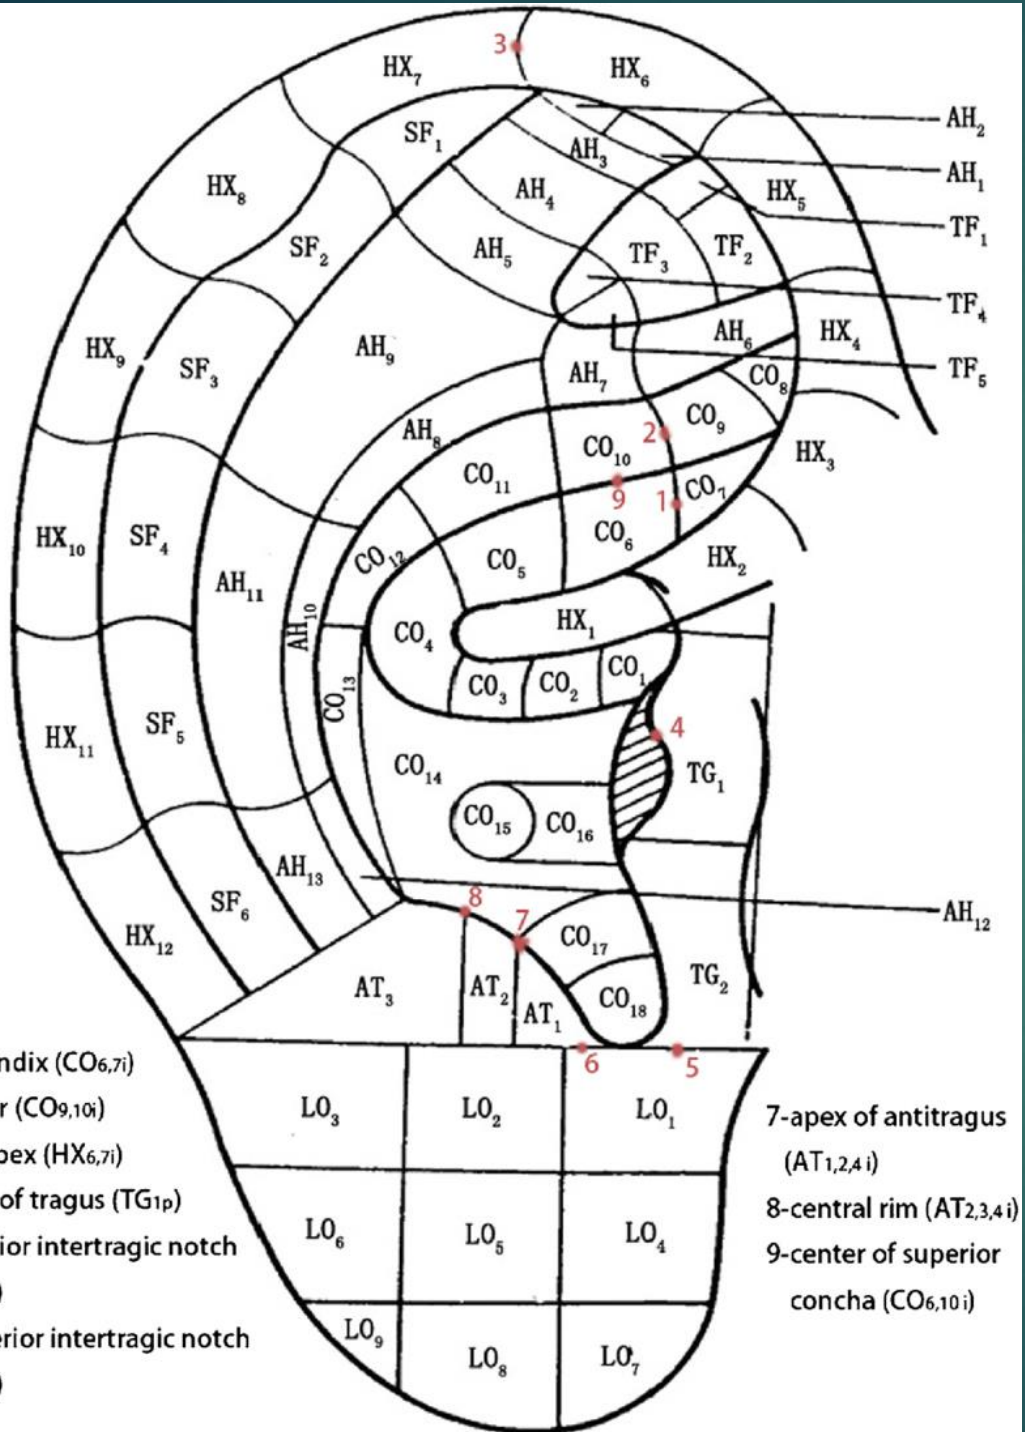 3
HX₇
HX₆
AH₂
SF₁
AH₃
AH₁
HX₈
AH₄
HX₅
TF₁
SF₂
AH₅
TF₃
TF₂
TF₄
HX₉
SF₃
AH₉
AH₆
HX₄
AH₇
CO₈
TF₅
AH₈
2
CO₉
CO₁₀
HX₃
CO₁₁
9
1
CO₇
HX₁₀
SF₄
CO₆
CO₁₂
CO₅
HX₂
AH₁₁
AH₁₀
CO₄
HX₁
CO₁
CO₃
CO₂
CO₁₃
HX₁₁
SF₅
4
CO₁₄
TG₁
CO₁₅
CO₁₆
AH₁₃
SF₆
8
7
AH₁₂
HX₁₂
CO₁₇
AT₃
AT₂
TG₂
AT₁
CO₁₈
6
5
LO₃
LO₂
LO₁
LO₆
LO₅
LO₄
LO₉
LO₈
LO₇
ndix (CO6,7i)
r (CO9,10i)
pex (HX6,7i)
of tragus (TG1p)
ior intertragic notch
)
erior intertragic notch
)
7-apex of antitragus
(AT1,2,4 i)
8-central rim (AT2,3,4 i)
9-center of superior
concha (CO6,10 i)